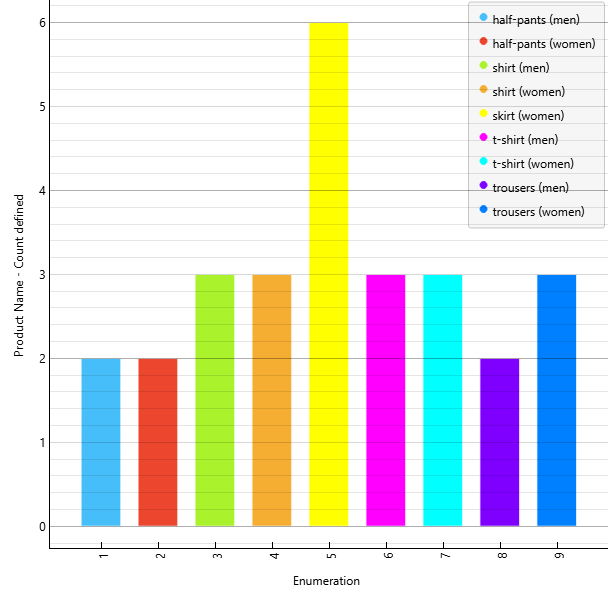 6
5
4
3
2
1
0
Product Name - Count defined
half-pants (men)
half-pants (women)
shirt (men)
shirt (women)
skirt (women)
t-shirt (men)
t-shirt (women)
trousers (men)
trousers (women)
1
2
3
4
5
6
7
8
9
Enumeration